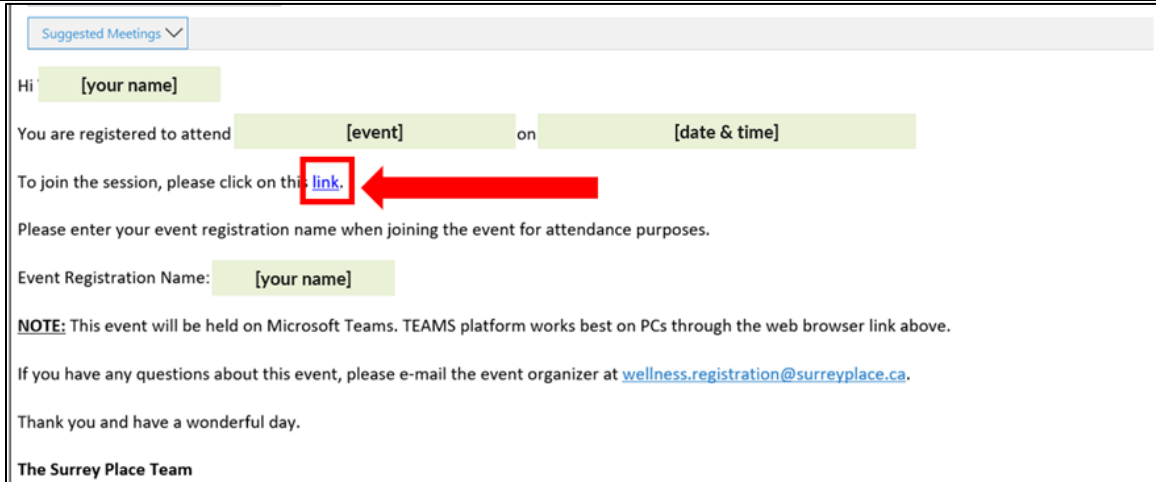 Suggested Meetings
Hi [your name]
You are registered to attend [event] on [date & time]
To join the session, please click on this link.
Please enter your event registration name when joining the event for attendance purposes.
Event Registration Name: [your name]
NOTE: This event will be held on Microsoft Teams. TEAMS platform works best on PCs through the web browser link above.
If you have any questions about this event, please e-mail the event organizer at wellness.registration@surreyplace.ca.
Thank you and have a wonderful day.
The Surrey Place Team